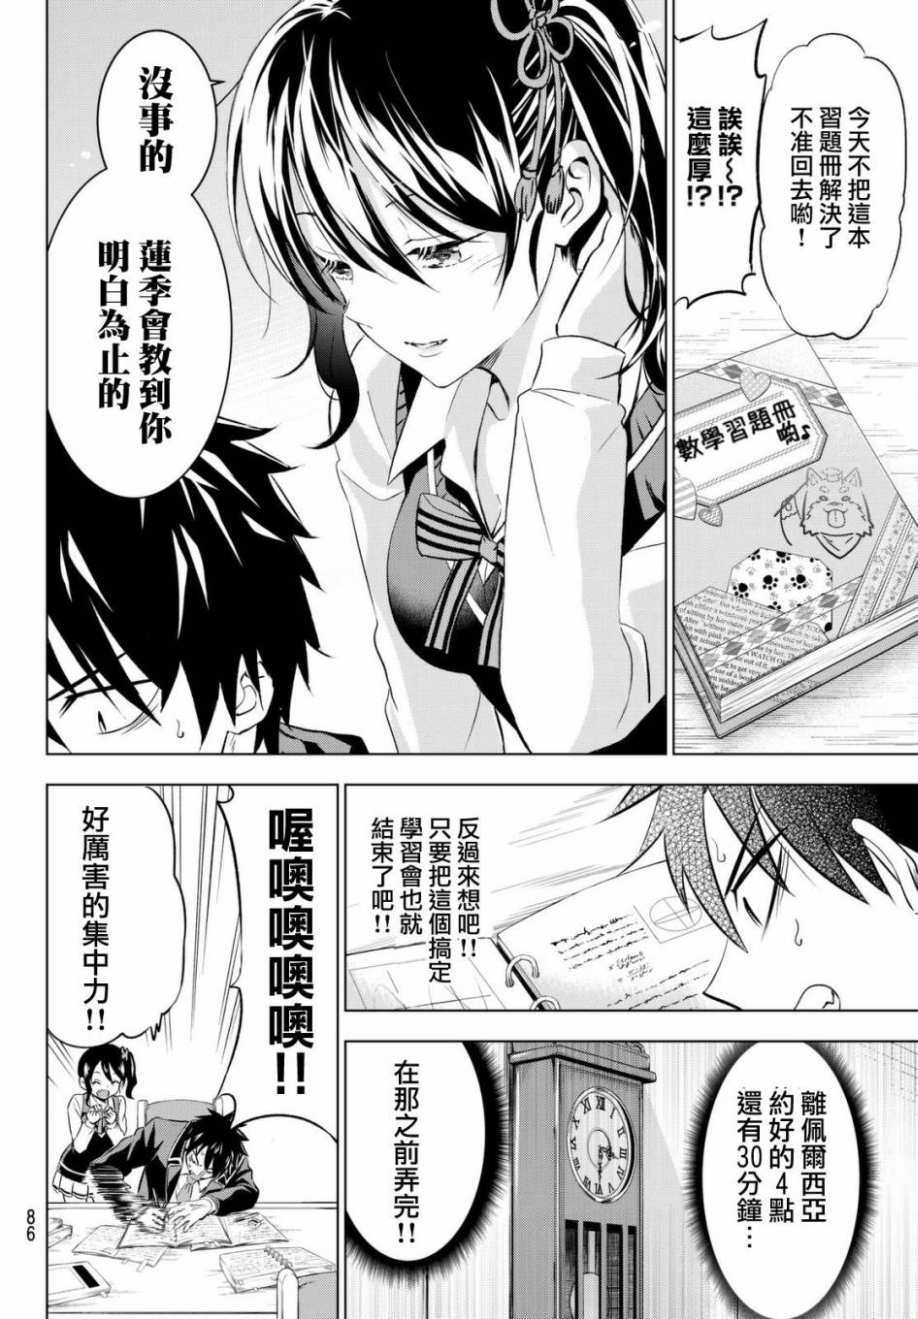 今天不把這本
習題冊解決了
不准回去喲！
誒誒～!?
這麼厚!?
數學習題冊
喲♪
沒事的
蓮季會教到你
明白為止的
反過來想吧!!
只要把這個搞定
學習會也就
結束了吧!!
離佩爾西亞
約好的4點
還有30分鐘…
在那之前弄完!!
喔噢噢噢噢!!
好厲害的集中力!!
86